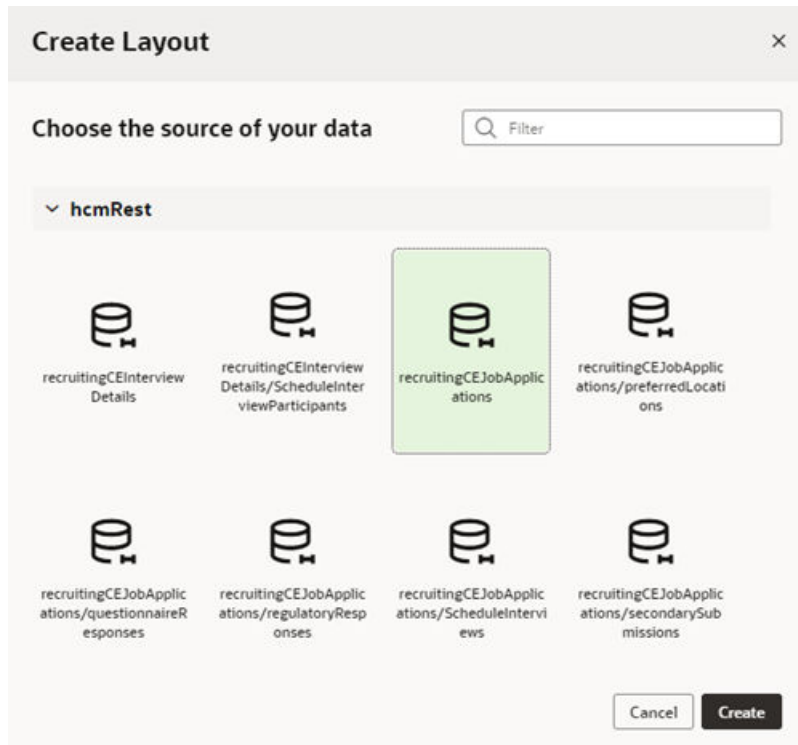 Create Layout
Choose the source of your data
Filter
hcmRest
recruitingCEInterview
Details
recruitingCEInterview
Details/ScheduleInter
viewParticipants
recruitingCEJobApplic
ations
recruitingCEJobApplic
ations/preferredLocati
ons
recruitingCEJobApplic
ations/questionnaireR
esponses
recruitingCEJobApplic
ations/regulatoryResp
onses
recruitingCEJobApplic
ations/ScheduleIntervi
ews
recruitingCEJobApplic
ations/secondarySub
missions
Cancel
Create